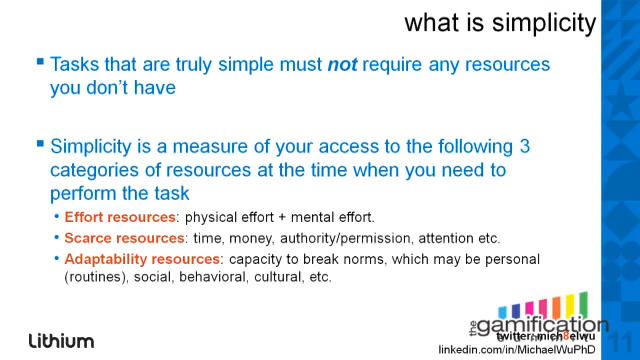 what is simplicity
Tasks that are truly simple must not require any resources
you don't have
Simplicity is a measure of your access to the following 3
categories of resources at the time when you need to
perform the task
Effort resources: physical effort + mental effort.
Scarce resources: time, money, authority/permission, attention etc.
Adaptability resources: capacity to break norms, which may be personal
(routines), social, behavioral, cultural, etc.
the gamification
twitter: mich8elwu
linkedin.com/in/MichaelWuPhD
Lithium
11